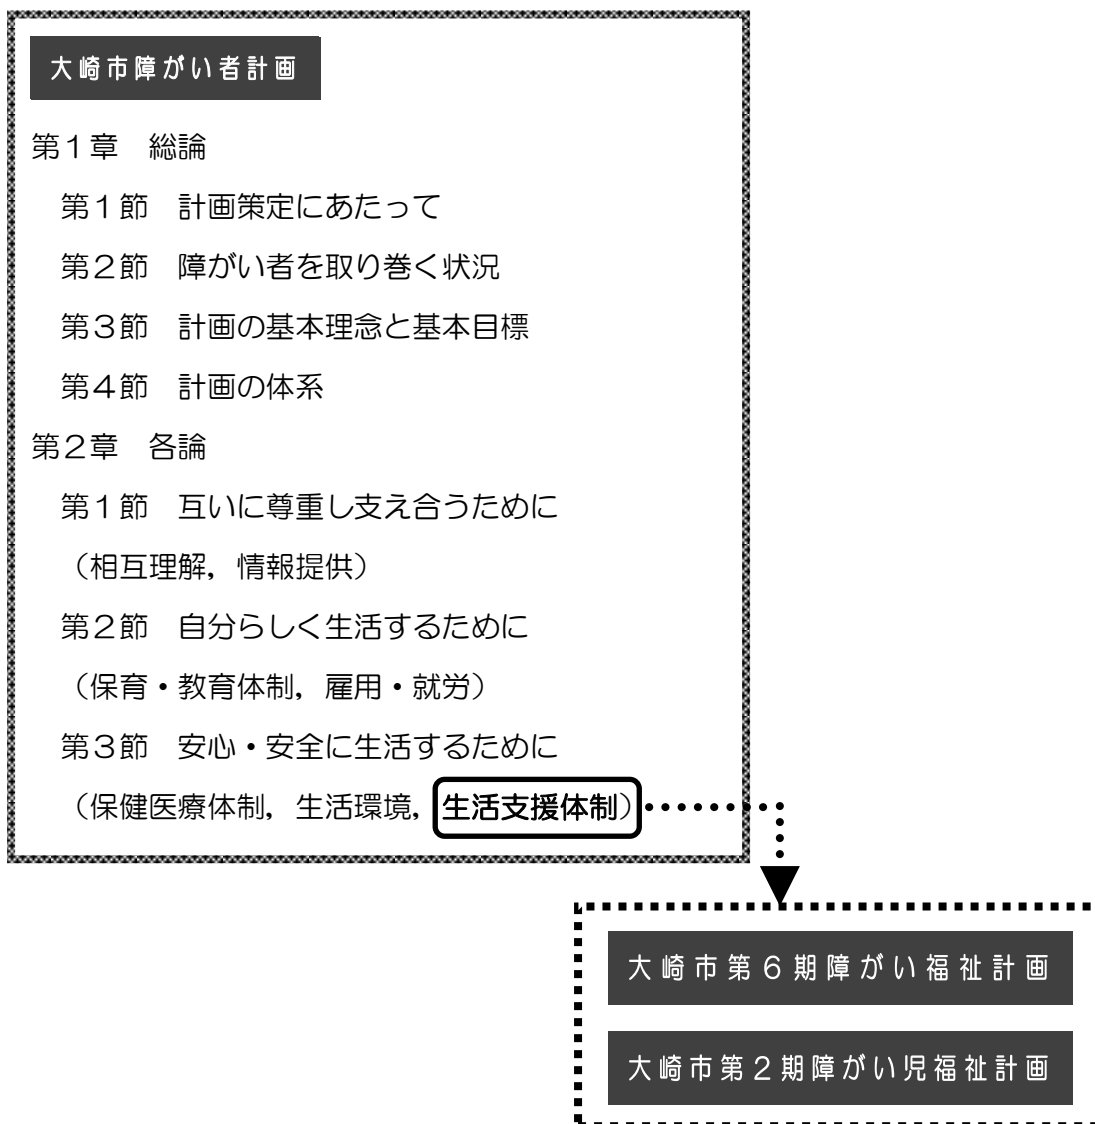 大崎市障がい者計画
第１章　総論
第１節　計画策定にあたって
第２節　障がい者を取り巻く状況
第３節　計画の基本理念と基本目標
第４節　計画の体系
第２章　各論
第１節　互いに尊重し支え合うために
（相互理解，情報提供）
第２節　自分らしく生活するために
（保育・教育体制，雇用・就労）
第３節　安心・安全に生活するために
（保健医療体制，生活環境，生活支援体制）
大崎市第６期障がい福祉計画
大崎市第２期障がい児福祉計画